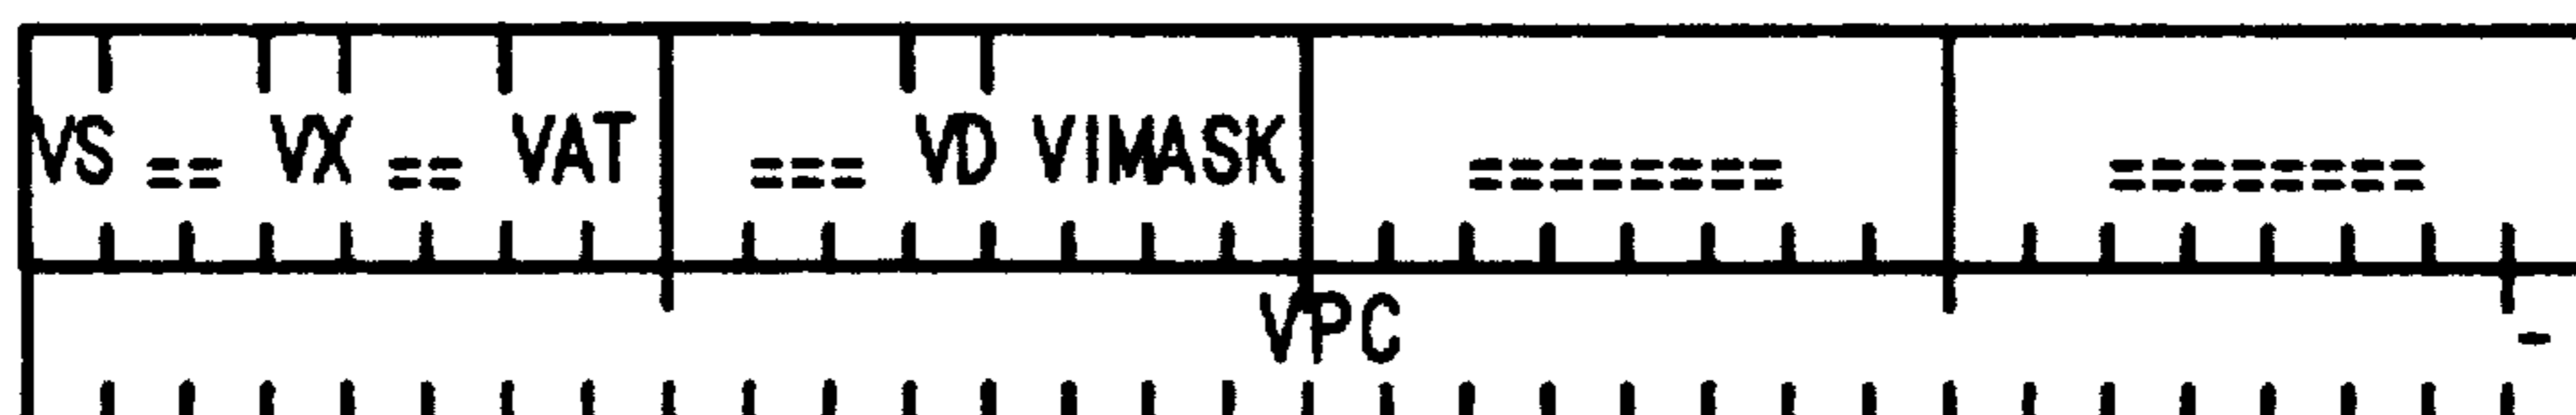 VS == VX == VAT === VD VIMASK ======== ========
VPC -